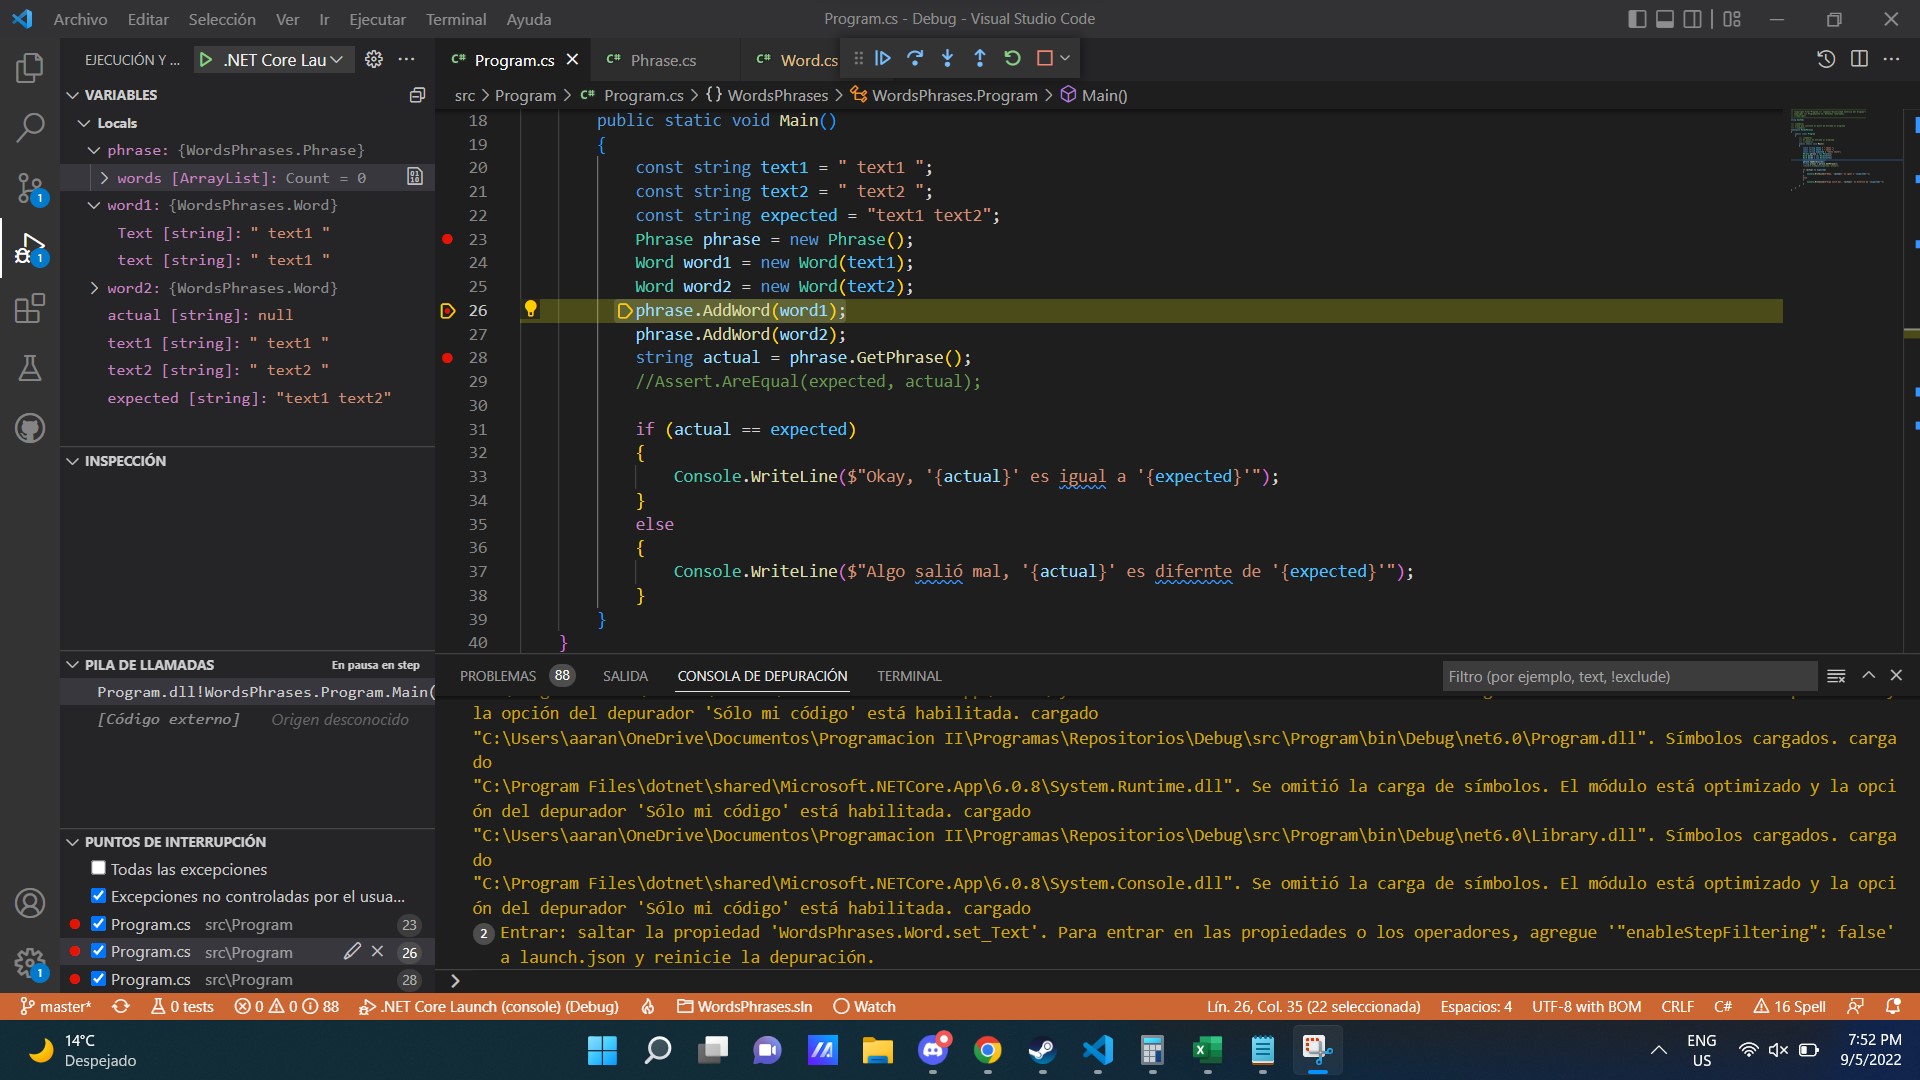 Archivo Editar Selección Ver Ir Ejecutar Terminal Ayuda
Program.cs - Debug - Visual Studio Code
EJECUCIÓN Y ... .NET Core Lau
Program.cs Phrase.cs Word.cs
src > Program > Program.cs > {} WordsPhrases > WordsPhrases.Program > Main()
VARIABLES
Locals
phrase: {WordsPhrases.Phrase}
words [ArrayList]: Count = 0
word1: {WordsPhrases.Word}
Text [string]: " text1 "
text [string]: " text1 "
word2: {WordsPhrases.Word}
actual [string]: null
text1 [string]: " text1 "
text2 [string]: " text2 "
expected [string]: "text1 text2"
INSPECCIÓN
PILA DE LLAMADAS En pausa en step
Program.dll!WordsPhrases.Program.Main(
[Código externo] Origen desconocido
PUNTOS DE INTERRUPCIÓN
Todas las excepciones
Excepciones no controladas por el usua...
Program.cs src\Program 23
Program.cs src\Program 26
Program.cs src\Program 28
1
1
1
18 public static void Main()
19 {
20 const string text1 = " text1 ";
21 const string text2 = " text2 ";
22 const string expected = "text1 text2";
23 Phrase phrase = new Phrase();
24 Word word1 = new Word(text1);
25 Word word2 = new Word(text2);
26 phrase.AddWord(word1);
27 phrase.AddWord(word2);
28 string actual = phrase.GetPhrase();
29 //Assert.AreEqual(expected, actual);
30
31 if (actual == expected)
32 {
33 Console.WriteLine($"Okay, '{actual}' es igual a '{expected}'");
34 }
35 else
36 {
37 Console.WriteLine($"Algo salió mal, '{actual}' es difernte de '{expected}'");
38 }
39 }
40 }
PROBLEMAS 88 SALIDA CONSOLA DE DEPURACIÓN TERMINAL
Filtro (por ejemplo, text, !exclude)
la opción del depurador 'Sólo mi código' está habilitada. cargado
"C:\Users\aaran\OneDrive\Documentos\Programacion II\Programas\Repositorios\Debug\src\Program\bin\Debug\net6.0\Program.dll". Símbolos cargados. carga
do
"C:\Program Files\dotnet\shared\Microsoft.NETCore.App\6.0.8\System.Runtime.dll". Se omitió la carga de símbolos. El módulo está optimizado y la opci
ón del depurador 'Sólo mi código' está habilitada. cargado
"C:\Users\aaran\OneDrive\Documentos\Programacion II\Programas\Repositorios\Debug\src\Program\bin\Debug\net6.0\Library.dll". Símbolos cargados. carga
do
"C:\Program Files\dotnet\shared\Microsoft.NETCore.App\6.0.8\System.Console.dll". Se omitió la carga de símbolos. El módulo está optimizado y la opci
ón del depurador 'Sólo mi código' está habilitada. cargado
2 Entrar: saltar la propiedad 'WordsPhrases.Word.set_Text'. Para entrar en las propiedades o los operadores, agregue '"enableStepFiltering": false'
a launch.json y reinicie la depuración.
master* 0 tests 0 0 88 .NET Core Launch (console) (Debug) WordsPhrases.sln Watch
Lín. 26, Col. 35 (22 seleccionada) Espacios: 4 UTF-8 with BOM CRLF C# 16 Spell
14°C
Despejado
ENG
US
7:52 PM
9/5/2022